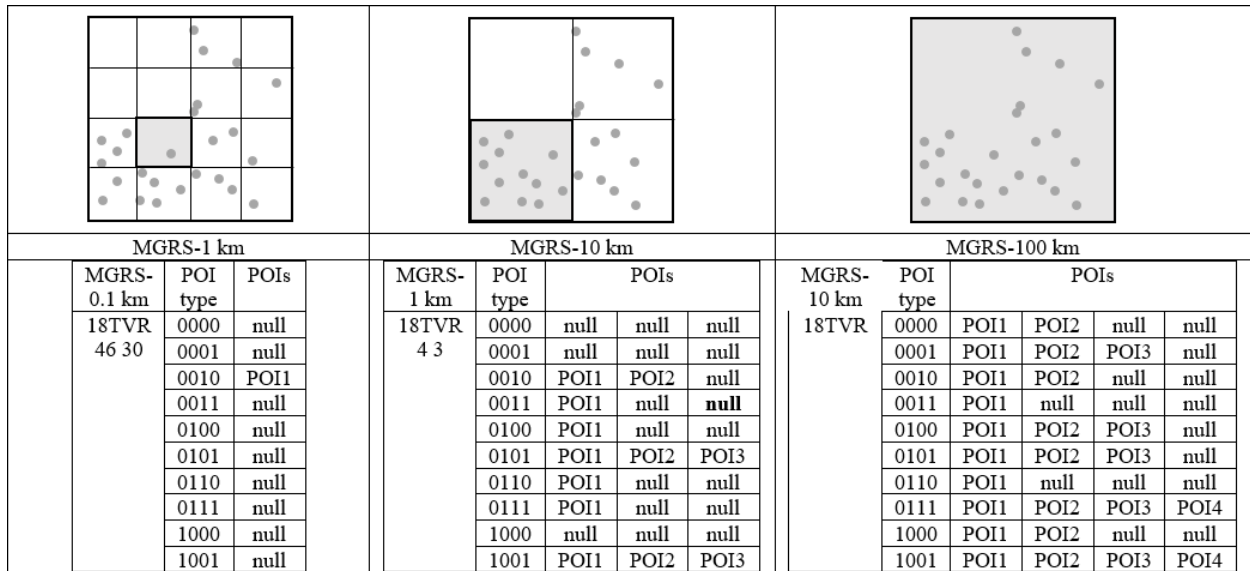 MGRS-1 km MGRS-10 km MGRS-100 km
MGRS- POI POIs MGRS- POI POIs MGRS- POI POIs
0.1 km type 1 km type 10 km type
18TVR 0000 null 18TVR 0000 null null null 18TVR 0000 POI1 POI2 null null
46 30 0001 null 4 3 0001 null null null 0001 POI1 POI2 POI3 null
0010 POI1 0010 POI1 POI2 null 0010 POI1 POI2 null null
0011 null 0011 POI1 null null 0011 POI1 null null null
0100 null 0100 POI1 null null 0100 POI1 POI2 POI3 null
0101 null 0101 POI1 POI2 POI3 0101 POI1 POI2 POI3 null
0110 null 0110 POI1 null null 0110 POI1 null null null
0111 null 0111 POI1 null null 0111 POI1 POI2 POI3 POI4
1000 null 1000 null null null 1000 POI1 POI2 null null
1001 null 1001 POI1 POI2 POI3 1001 POI1 POI2 POI3 POI4